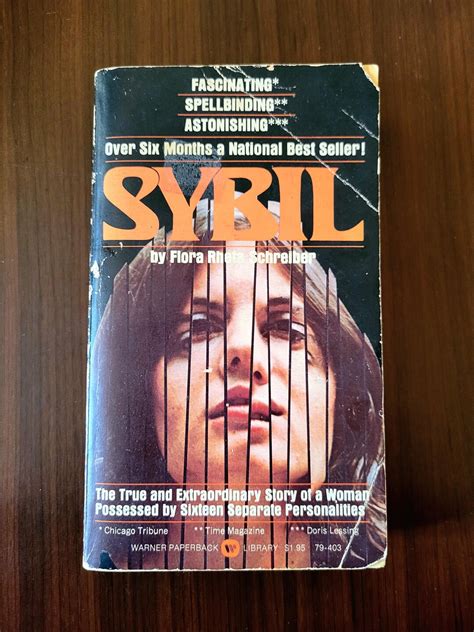 FASCINATING*
SPELLBINDING**
ASTONISHING***
Over Six Months a National Best Seller!
SYBIL
by Flora Rheta Schreiber
The True and Extraordinary Story of a Woman
Possessed by Sixteen Separate Personalities
* Chicago Tribune ** Time Magazine *** Doris Lessing
WARNER PAPERBACK W LIBRARY $1.95 79-403